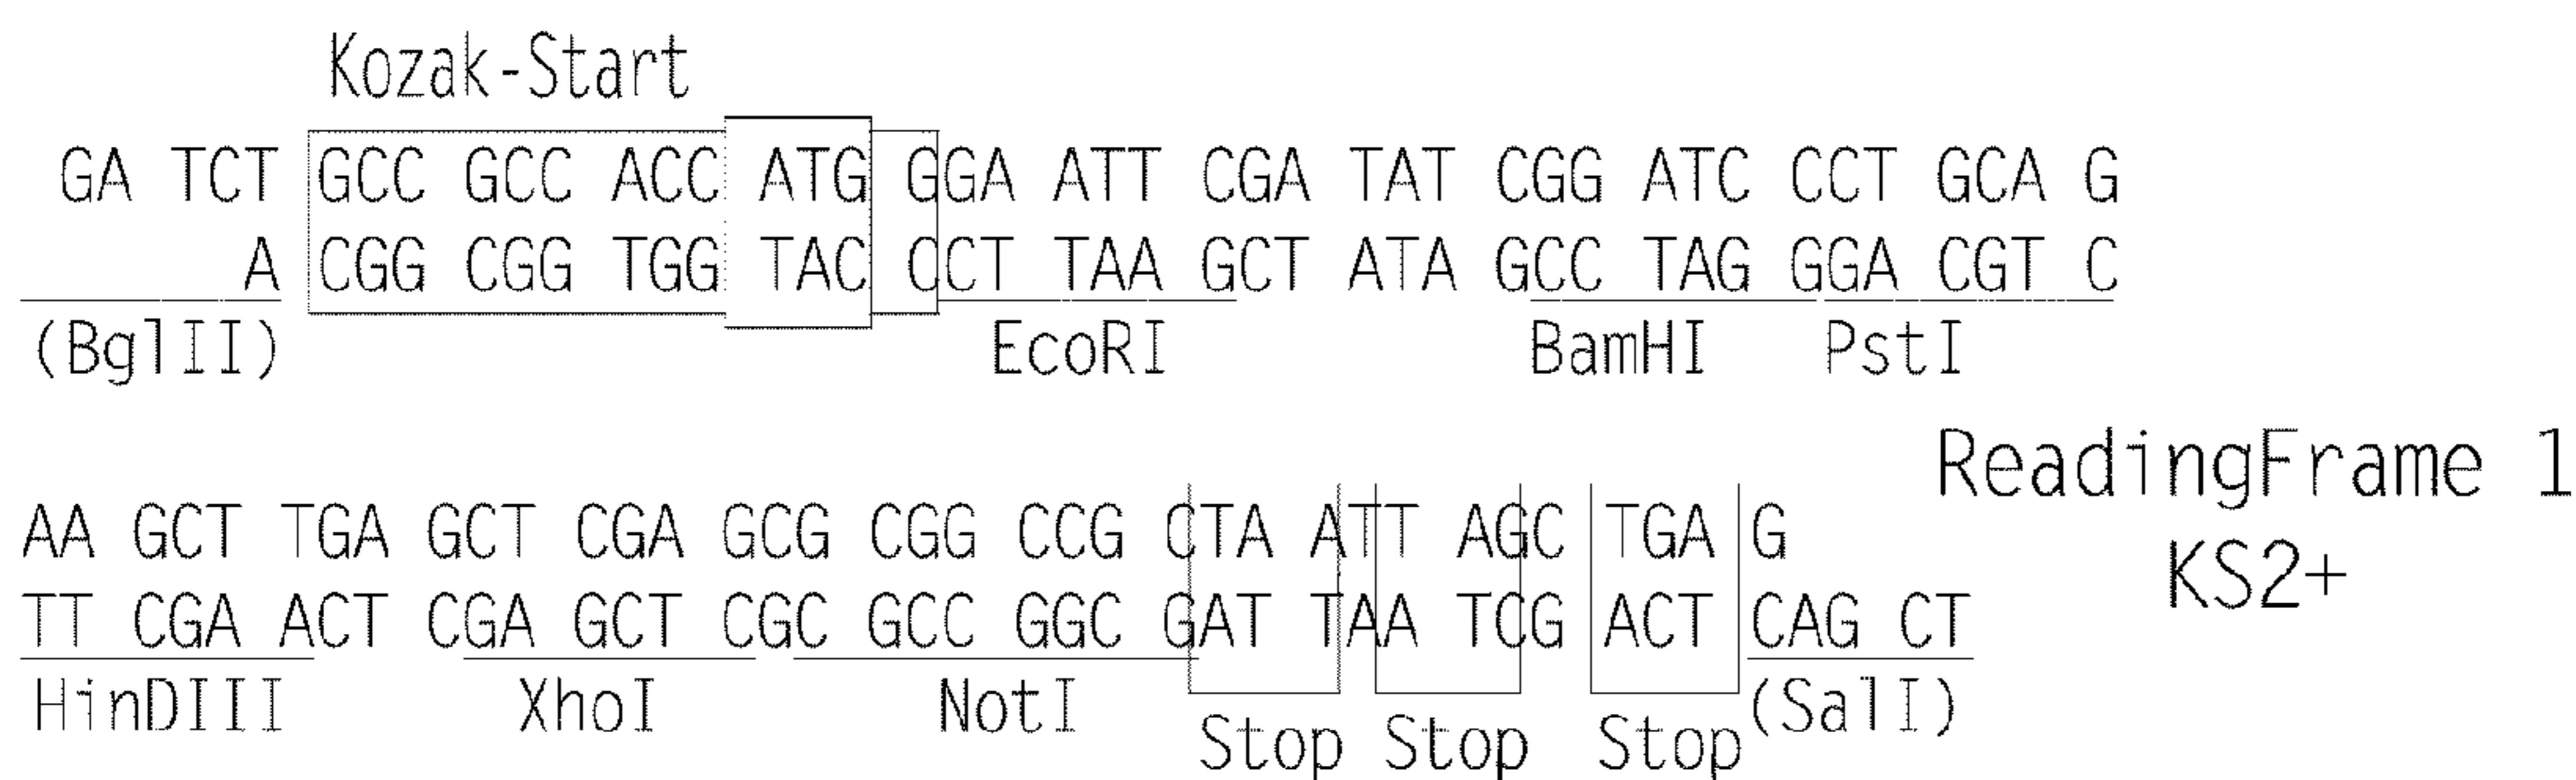 Kozak-Start
GA TCT GCC GCC ACC ATG GGA ATT CGA TAT CGG ATC CCT GCA G
A CGG CGG TGG TAC CCT TAA GCT ATA GCC TAG GGA CGT C
(BglII) EcoRI BamHI PstI
ReadingFrame 1
AA GCT TGA GCT CGA GCG CGG CCG CTA ATT AGC TGA G
KS2+
TT CGA ACT CGA GCT CGC GCC GGC GAT TAA TCG ACT CAG CT
HinDIII XhoI NotI (SalI)
Stop Stop Stop